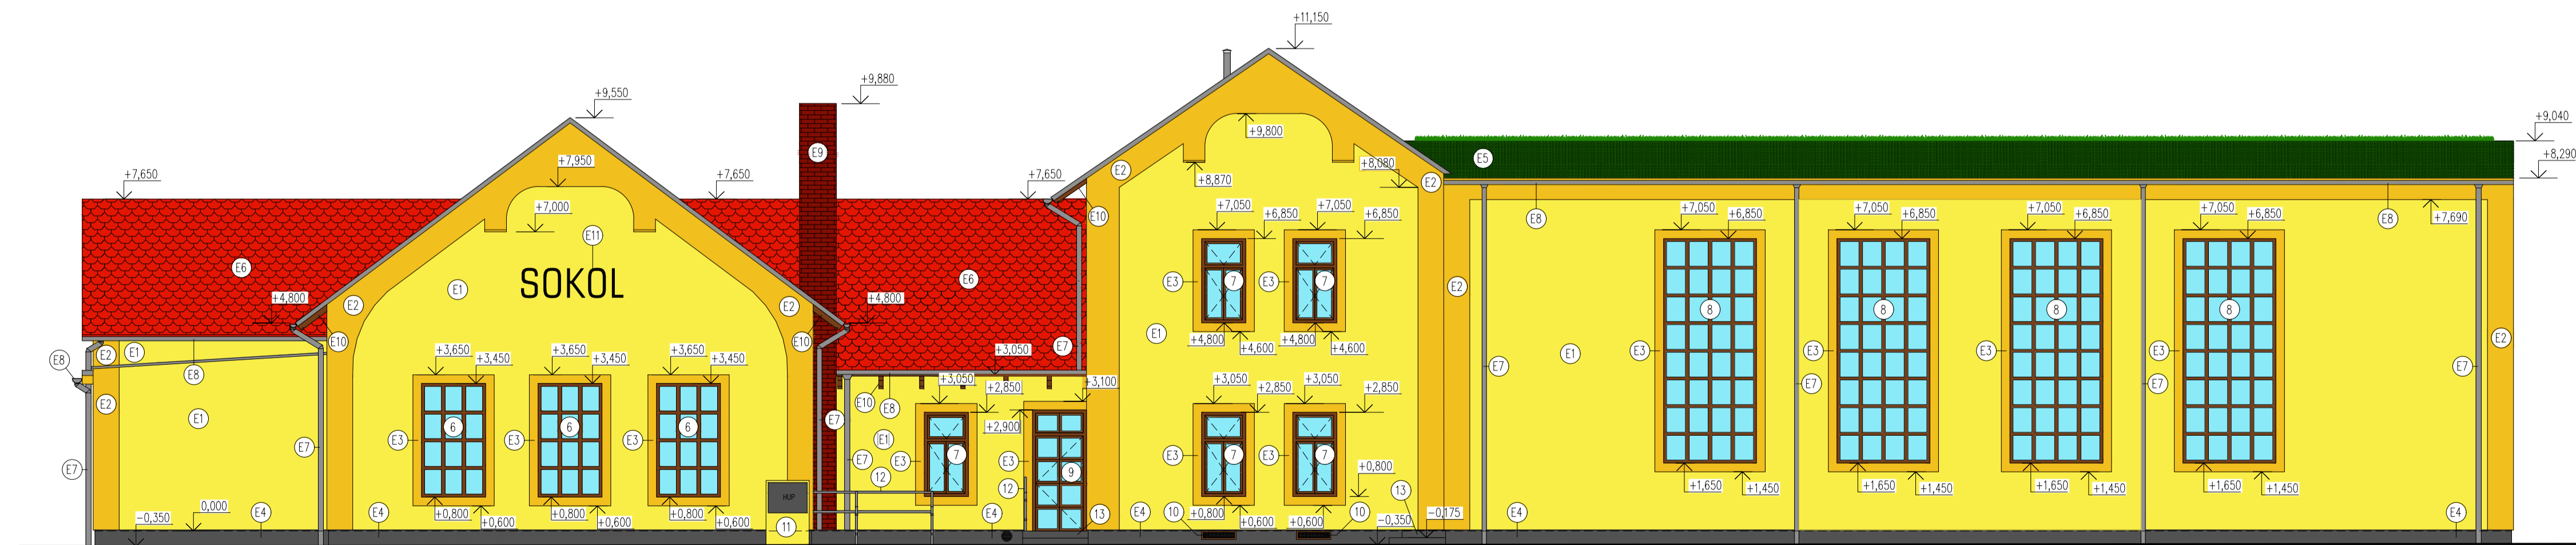 +11,150
+9,880
+9,550
+9,040
+9,800
E9
+7,950
E5
+8,290
+8,080
E2
+7,650
+7,650
+7,650
+8,870
E2
+7,000
+7,050
+6,850
+7,050
+6,850
E10
E8
+7,050
+6,850
+7,050
+6,850
+7,050
+6,850
+7,050
+6,850
E8
+7,690
E11
E6
E6
E3
7
E3
7
E2
SOKOL
E1
+4,800
E2
E2
+4,800
8
8
8
8
E10
E10
E7
E1
+4,800
+4,600
+4,800
+4,600
E2
E8
E2
E1
E3
E1
E3
E3
E3
E8
+3,650
+3,450
+3,650
+3,450
+3,650
+3,450
+3,050
E7
E7
E7
E7
E2
E1
E10
E8
+3,050
+2,850
+3,100
+3,050
+2,850
+3,050
+2,850
E7
6
6
6
+2,900
E7
E3
E3
E3
E1
E7
E3
7
E3
9
E3
7
E3
7
E7
12
12
+0,800
+1,650
+1,450
+1,650
+1,450
+1,650
+1,450
+1,650
+1,450
HUP
13
-0,350
0,000
E4
E4
+0,800
+0,600
+0,800
+0,600
+0,800
+0,600
11
E4
13
E4
10
+0,800
+0,600
+0,600
10
-0,350
-0,175
E4
E4